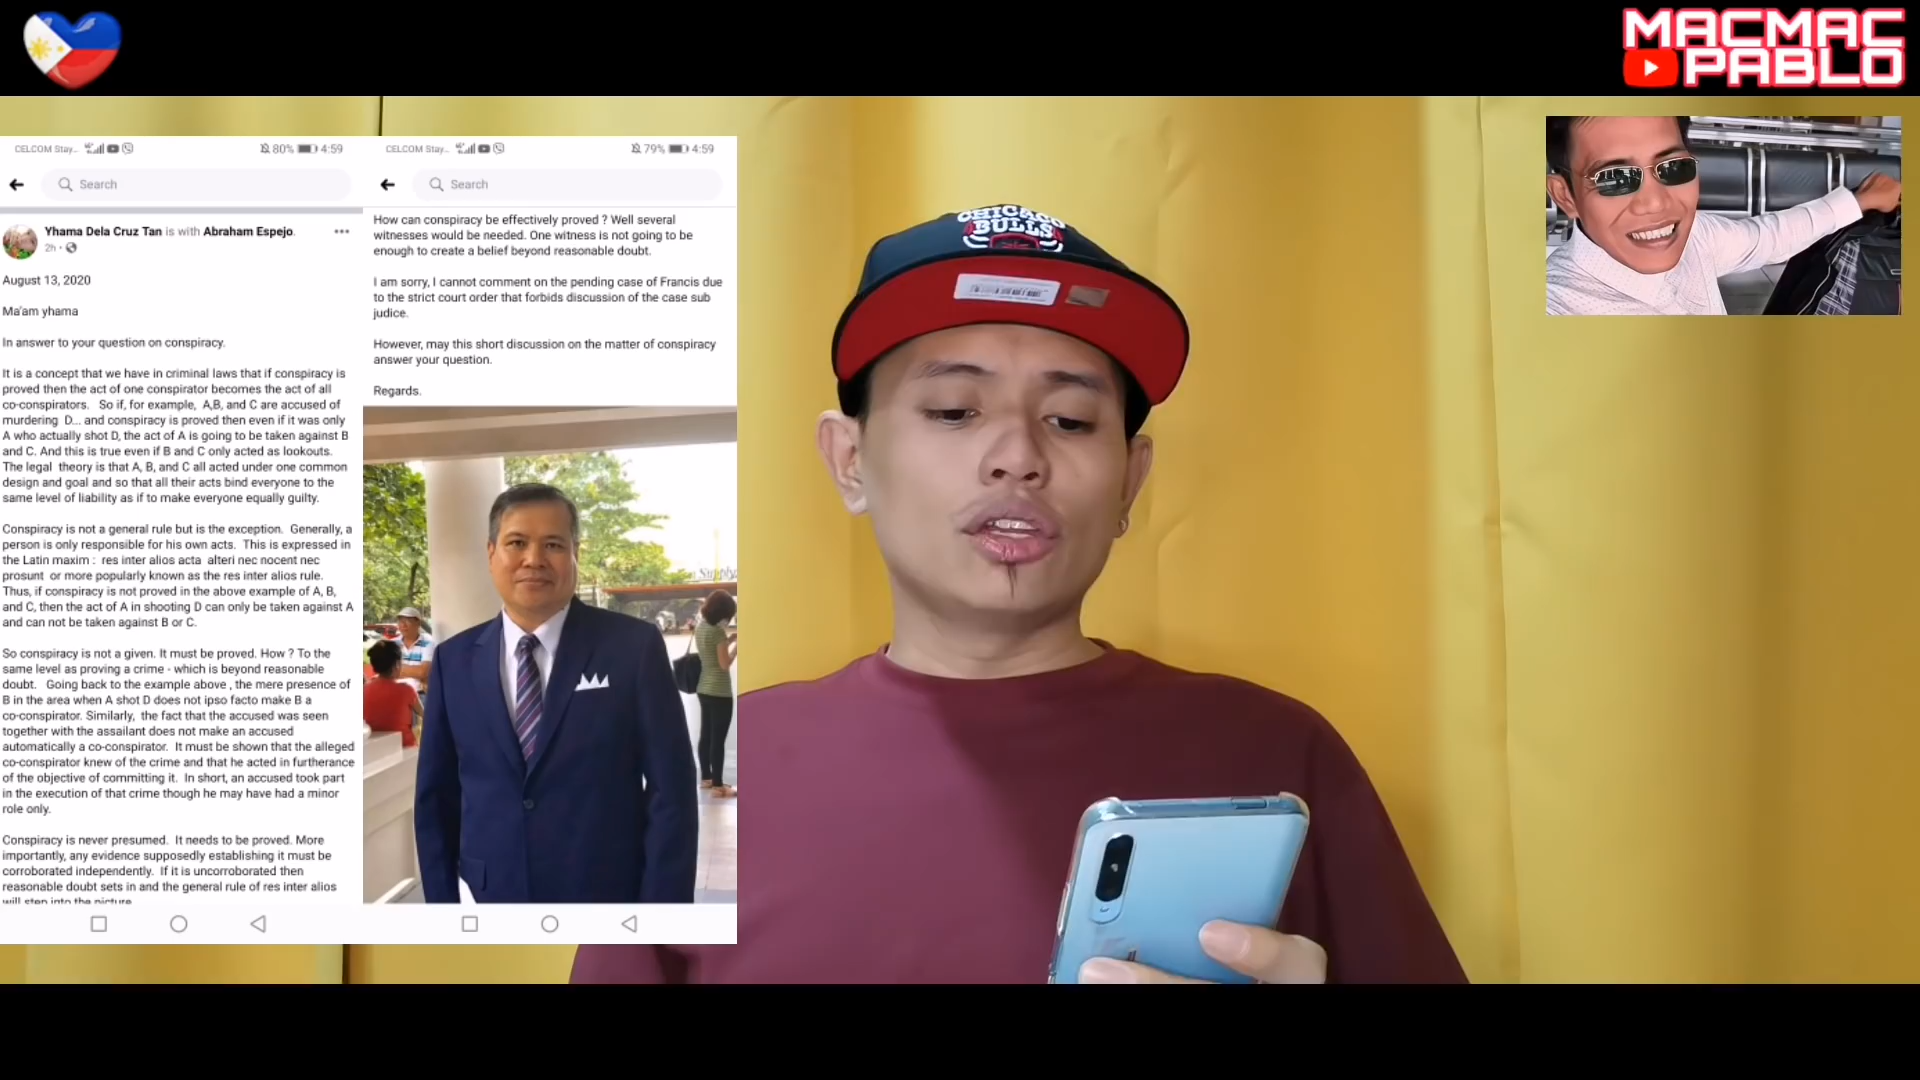 MACMAC
PABLO
CELCOM Stay...
80%
4:59
Search
Yhama Dela Cruz Tan is with Abraham Espejo.
2h
August 13, 2020
Ma'am yhama
In answer to your question on conspiracy.
It is a concept that we have in criminal laws that if conspiracy is
proved then the act of one conspirator becomes the act of all
co-conspirators. So if, for example, A,B, and C are accused of
murdering D... and conspiracy is proved then even if it was only
A who actually shot D, the act of A is going to be taken against B
and C. And this is true even if B and C only acted as lookouts.
The legal theory is that A, B, and C all acted under one common
design and goal and so that all their acts bind everyone to the
same level of liability as if to make everyone equally guilty.
Conspiracy is not a general rule but is the exception. Generally, a
person is only responsible for his own acts. This is expressed in
the Latin maxim : res inter alios acta alteri nec nocent nec
prosunt or more popularly known as the res inter alios rule.
Thus, if conspiracy is not proved in the above example of A, B,
and C, then the act of A in shooting D can only be taken against A
and can not be taken against B or C.
So conspiracy is not a given. It must be proved. How ? To the
same level as proving a crime - which is beyond reasonable
doubt. Going back to the example above , the mere presence of
B in the area when A shot D does not ipso facto make B a
co-conspirator. Similarly, the fact that the accused was seen
together with the assailant does not make an accused
automatically a co-conspirator. It must be shown that the alleged
co-conspirator knew of the crime and that he acted in furtherance
of the objective of committing it. In short, an accused took part
in the execution of that crime though he may have had a minor
role only.
Conspiracy is never presumed. It needs to be proved. More
importantly, any evidence supposedly establishing it must be
corroborated independently. If it is uncorroborated then
reasonable doubt sets in and the general rule of res inter alios
will step into the picture
CELCOM Stay...
79%
4:59
Search
How can conspiracy be effectively proved ? Well several
witnesses would be needed. One witness is not going to be
enough to create a belief beyond reasonable doubt.
I am sorry, I cannot comment on the pending case of Francis due
to the strict court order that forbids discussion of the case sub
judice.
However, may this short discussion on the matter of conspiracy
answer your question.
Regards.
Simply
CHICAGO
BULLS